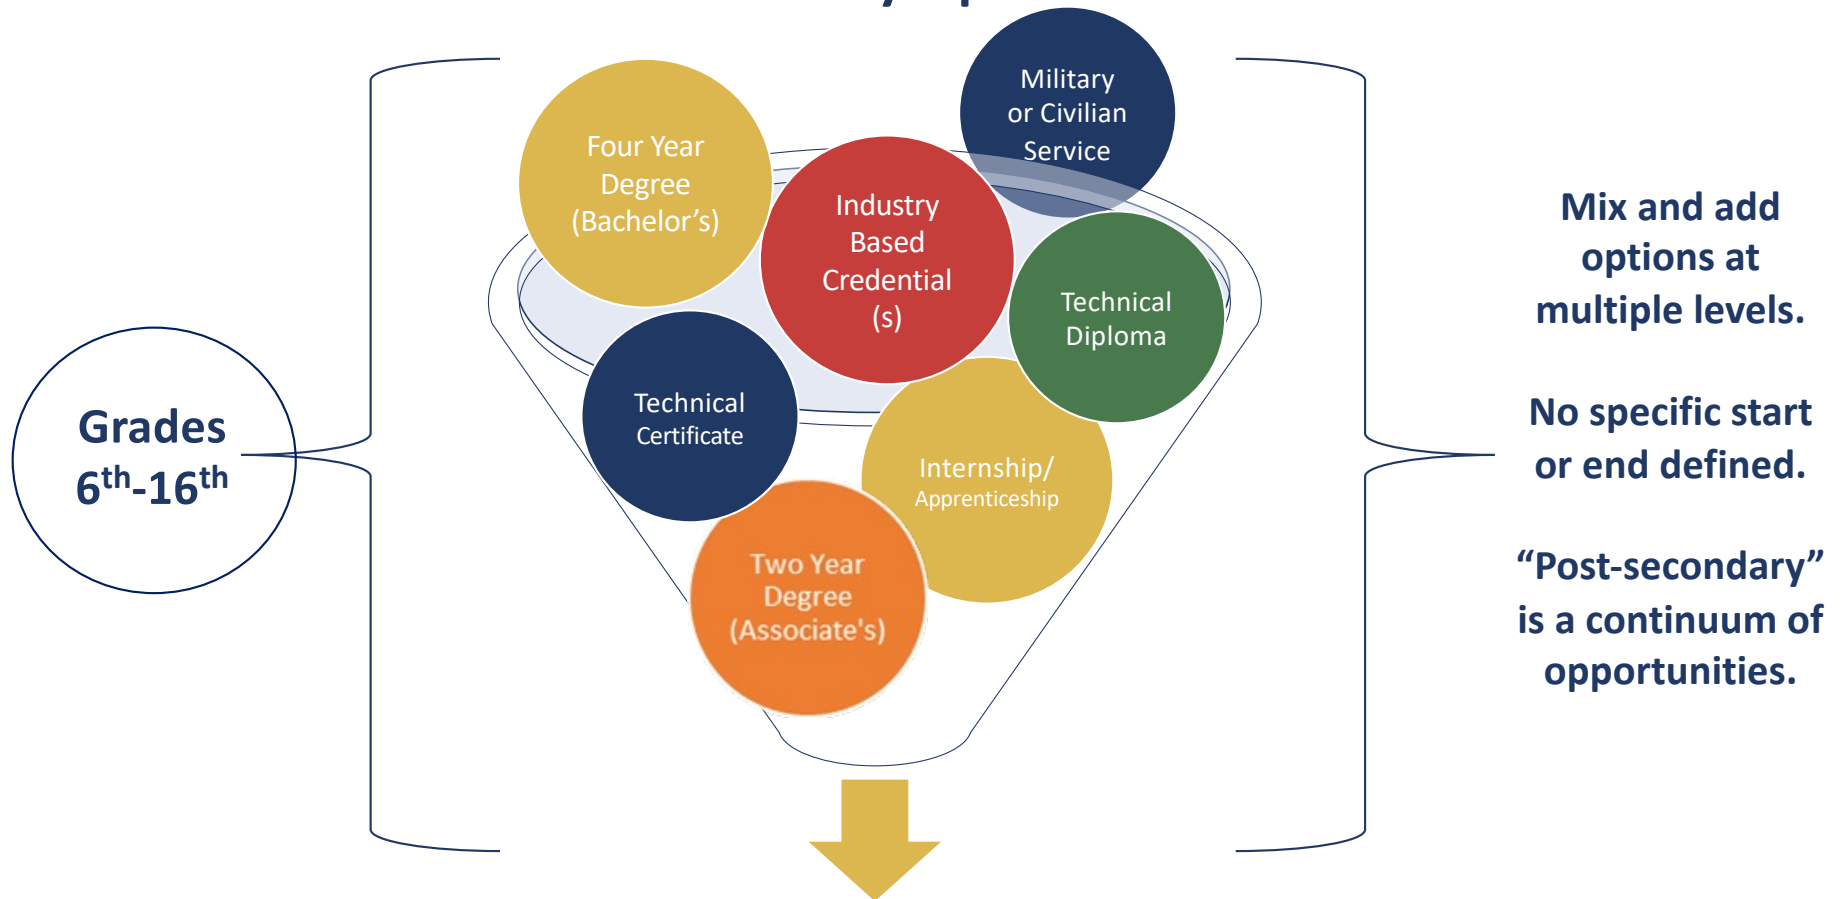 Military
or Civilian
Service
Four Year
Degree
(Bachelor’s)
Industry
Based
Credential
(s)
Technical
Diploma
Technical
Certificate
Internship/
Apprenticeship
Two Year
Degree
(Associate's)
Grades
6th-16th
Mix and add
options at
multiple levels.
No specific start
or end defined.
“Post-secondary”
is a continuum of
opportunities.